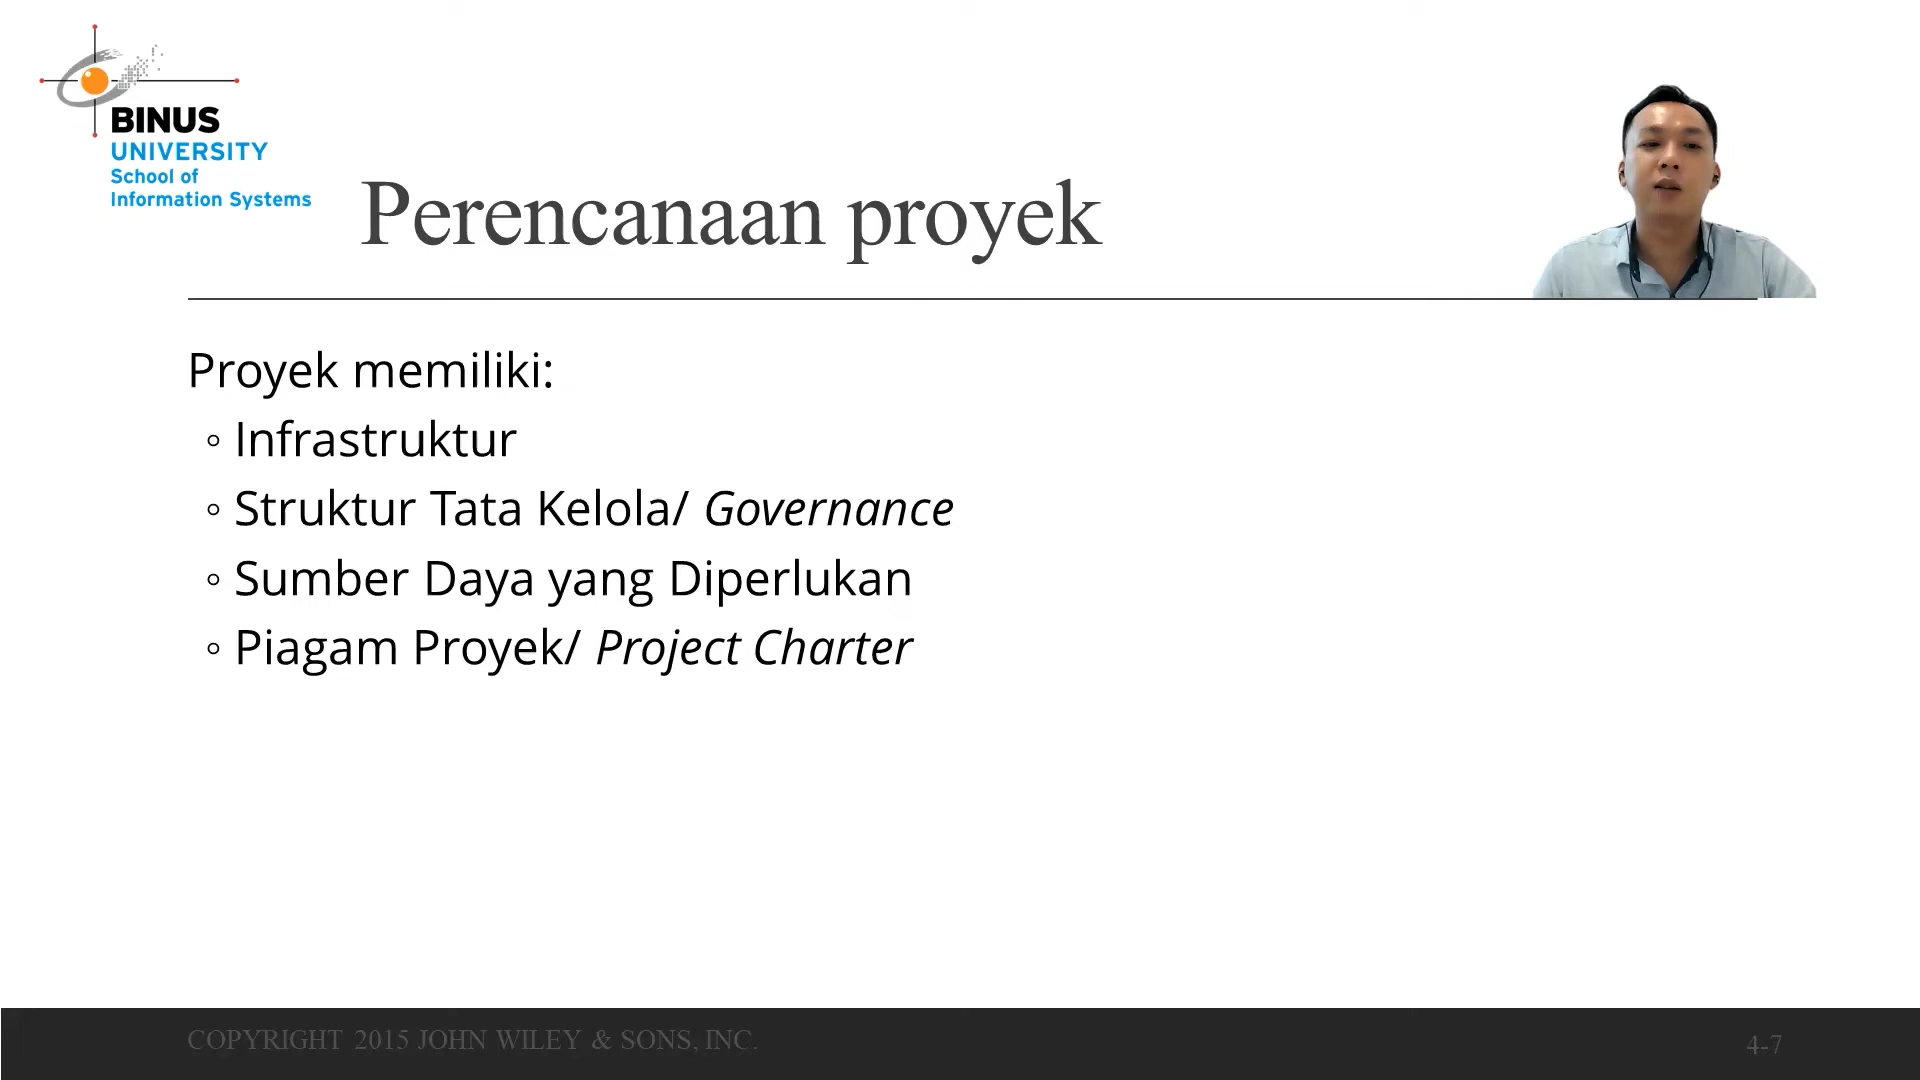 BINUS
UNIVERSITY
School of
Information Systems
Perencanaan proyek
Proyek memiliki:
◦ Infrastruktur
◦ Struktur Tata Kelola/ Governance
◦ Sumber Daya yang Diperlukan
◦ Piagam Proyek/ Project Charter
COPYRIGHT 2015 JOHN WILEY & SONS, INC.
4-7